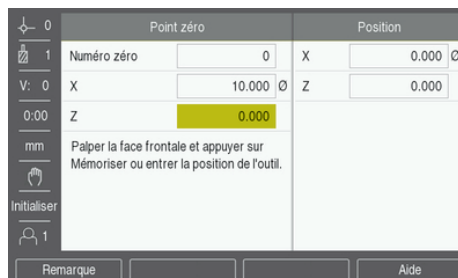 0
Point zéro
Position
1
Numéro zéro
0
X
0.000 Ø
V: 0
X
10.000 Ø
Z
0.000
0:00
Z
0.000
mm
Palper la face frontale et appuyer sur
Mémoriser ou entrer la position de l'outil.
Initialiser
1
Remarque
Aide